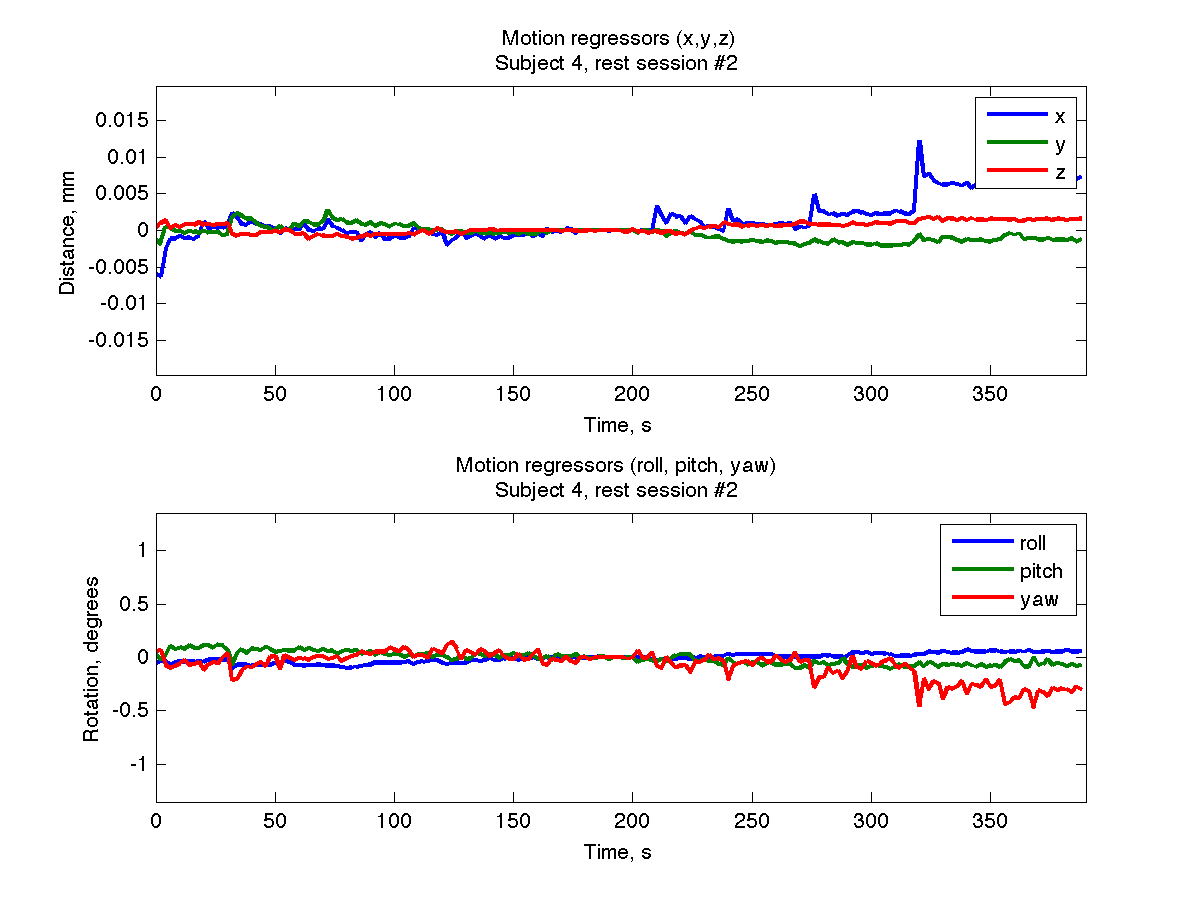 Motion regressors (x,y,z)
Subject 4, rest session #2
0.015
0.01
0.005
0
-0.005
-0.01
-0.015
Distance, mm
x
y
z
0 50 100 150 200 250 300 350
Time, s
Motion regressors (roll, pitch, yaw)
Subject 4, rest session #2
1
0.5
0
-0.5
-1
Rotation, degrees
roll
pitch
yaw
0 50 100 150 200 250 300 350
Time, s